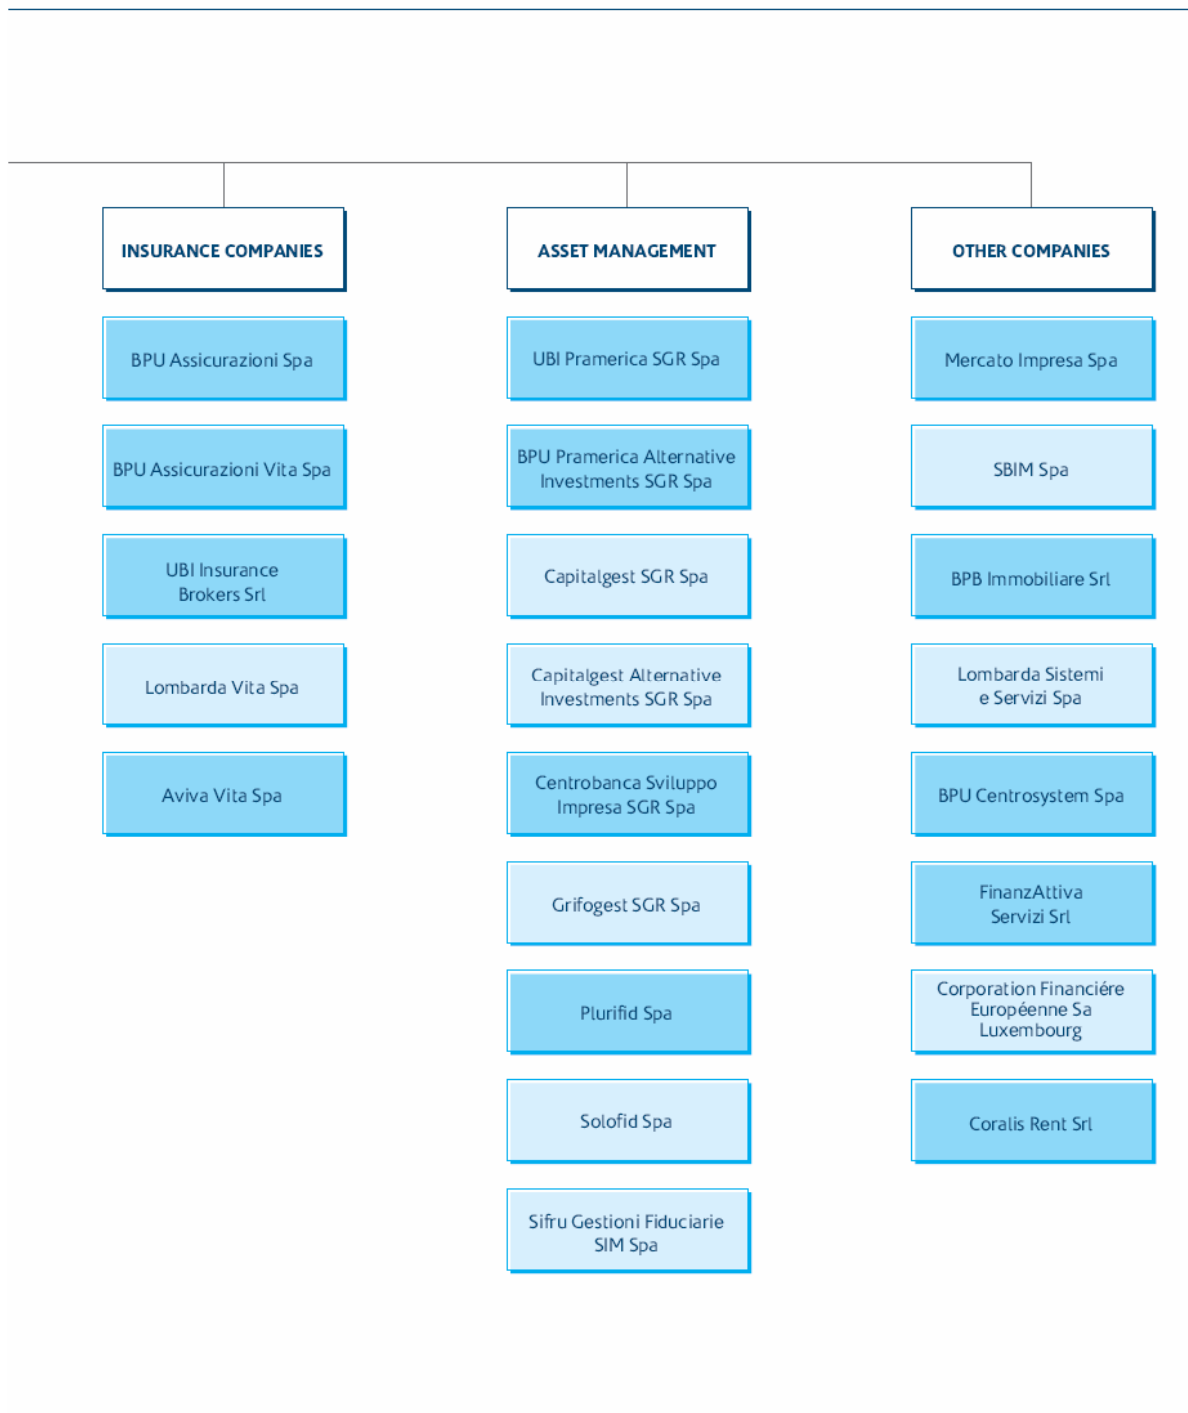 INSURANCE COMPANIES
BPU Assicurazioni Spa
BPU Assicurazioni Vita Spa
UBI Insurance
Brokers Srl
Lombarda Vita Spa
Aviva Vita Spa
ASSET MANAGEMENT
UBI Pramerica SGR Spa
BPU Pramerica Alternative
Investments SGR Spa
Capitalgest SGR Spa
Capitalgest Alternative
Investments SGR Spa
Centrobanca Sviluppo
Impresa SGR Spa
Grifogest SGR Spa
Plurifid Spa
Solofid Spa
Sifru Gestioni Fiduciarie
SIM Spa
OTHER COMPANIES
Mercato Impresa Spa
SBIM Spa
BPB Immobiliare Srl
Lombarda Sistemi
e Servizi Spa
BPU Centrosystem Spa
FinanzAttiva
Servizi Srl
Corporation Financiére
Européenne Sa
Luxembourg
Coralis Rent Srl